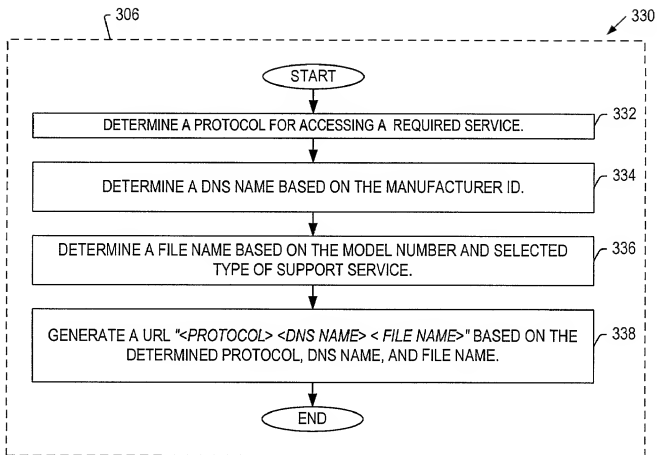 306
330
START
DETERMINE A PROTOCOL FOR ACCESSING A REQUIRED SERVICE.
332
DETERMINE A DNS NAME BASED ON THE MANUFACTURER ID.
334
DETERMINE A FILE NAME BASED ON THE MODEL NUMBER AND SELECTED
TYPE OF SUPPORT SERVICE.
336
GENERATE A URL "<PROTOCOL> <DNS NAME> < FILE NAME>" BASED ON THE
DETERMINED PROTOCOL, DNS NAME, AND FILE NAME.
338
END